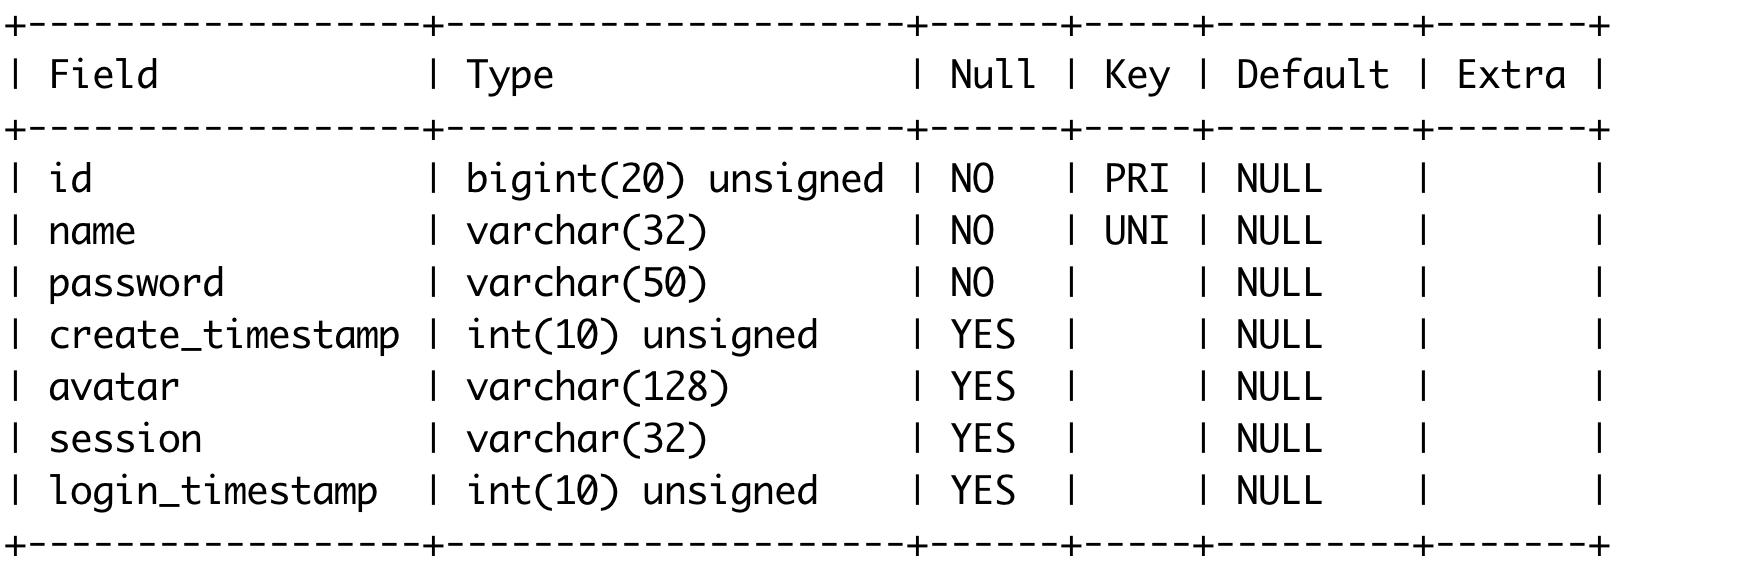 +------------------+---------------------+------+-----+---------+-------+
| Field            | Type                | Null | Key | Default | Extra |
+------------------+---------------------+------+-----+---------+-------+
| id               | bigint(20) unsigned | NO   | PRI | NULL    |       |
| name             | varchar(32)         | NO   | UNI | NULL    |       |
| password         | varchar(50)         | NO   |     | NULL    |       |
| create_timestamp | int(10) unsigned    | YES  |     | NULL    |       |
| avatar           | varchar(128)        | YES  |     | NULL    |       |
| session          | varchar(32)         | YES  |     | NULL    |       |
| login_timestamp  | int(10) unsigned    | YES  |     | NULL    |       |
+------------------+---------------------+------+-----+---------+-------+